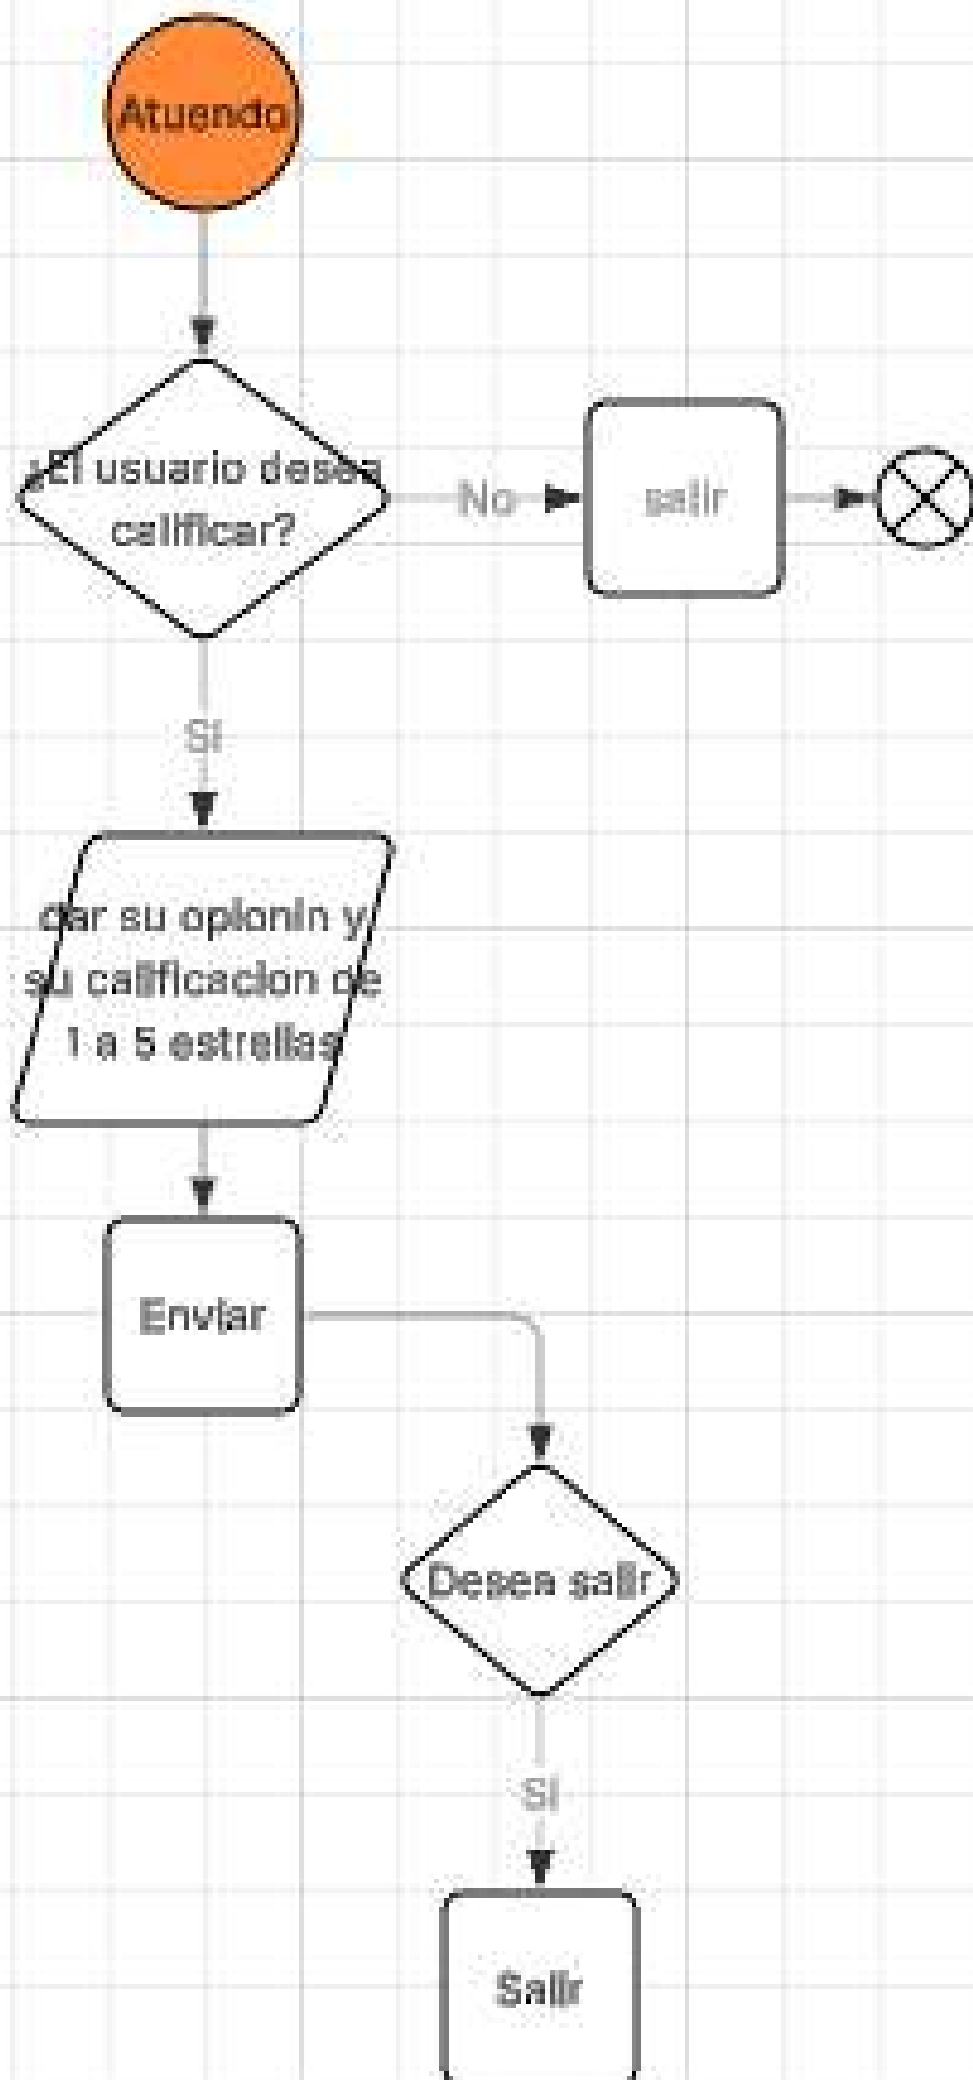 Atuendo
¿El usuario desea
calificar?
No
salir
SI
dar su opionin y
su calificacion de
1 a 5 estrellas
Enviar
Desea salir
SI
Salir